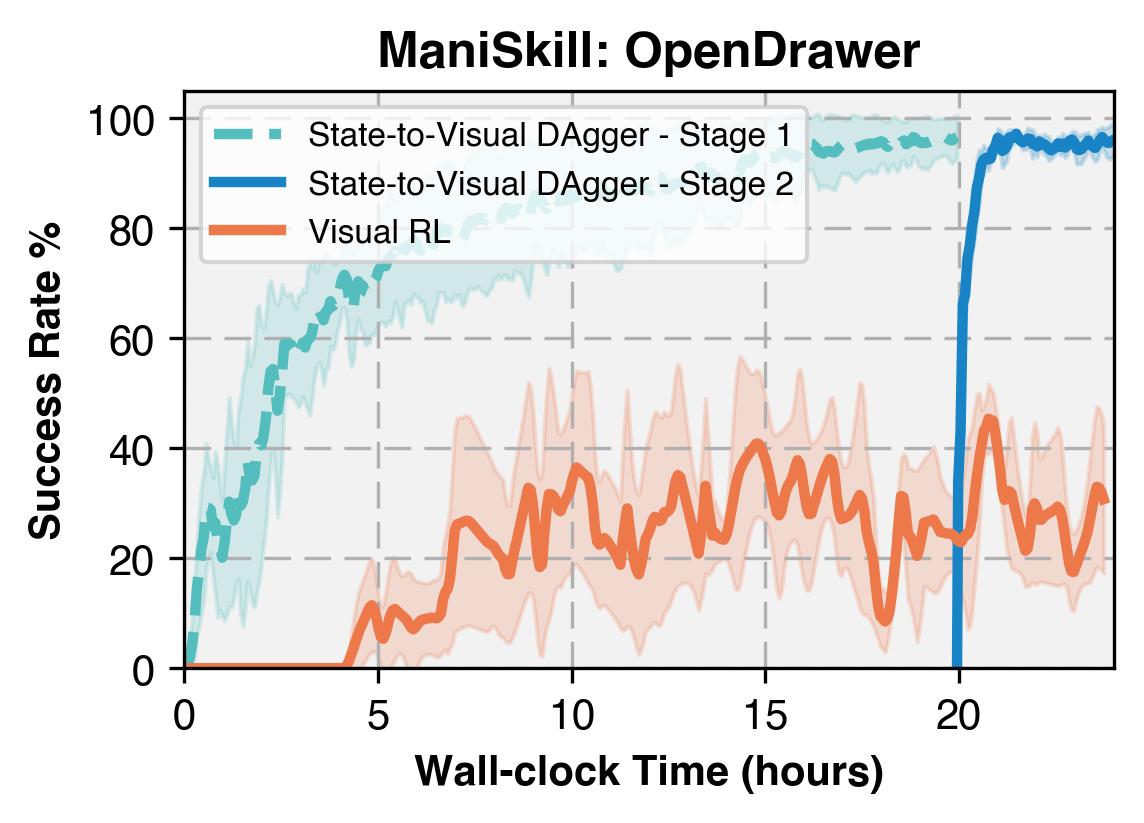 ManiSkill: OpenDrawer
State-to-Visual DAgger - Stage 1
State-to-Visual DAgger - Stage 2
Visual RL
Success Rate %
100
80
60
40
20
0
0 5 10 15 20
Wall-clock Time (hours)